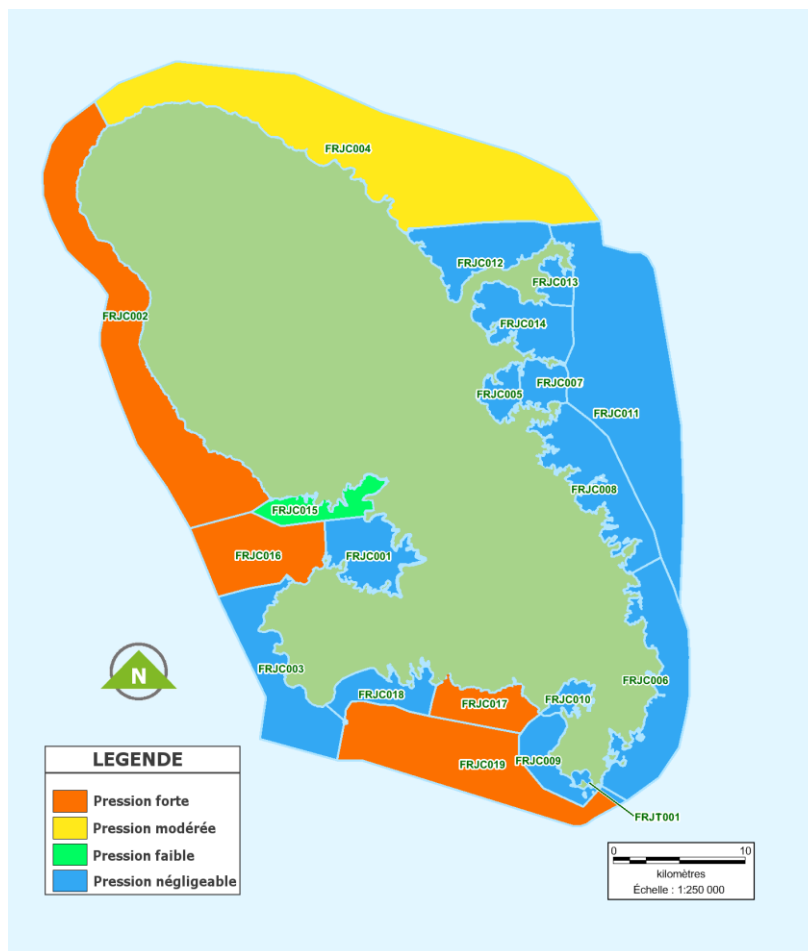 FRJC004
FRJC012
FRJC013
FRJC002
FRJC014
FRJC007
FRJC005
FRJC011
FRJC008
FRJC015
FRJC016
FRJC001
FRJC003
FRJC006
FRJC018
FRJC010
FRJC017
FRJC009
FRJC019
FRJT001
N
LEGENDE
Pression forte
Pression modérée
Pression faible
Pression négligeable
0 10
kilomètres
Échelle : 1:250 000